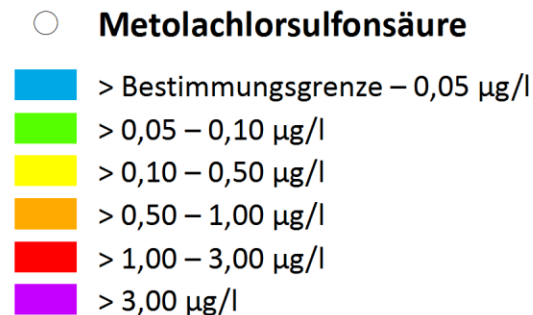 Metolachlorsulfonsäure
> Bestimmungsgrenze – 0,05 µg/l
> 0,05 – 0,10 µg/l
> 0,10 – 0,50 µg/l
> 0,50 – 1,00 µg/l
> 1,00 – 3,00 µg/l
> 3,00 µg/l